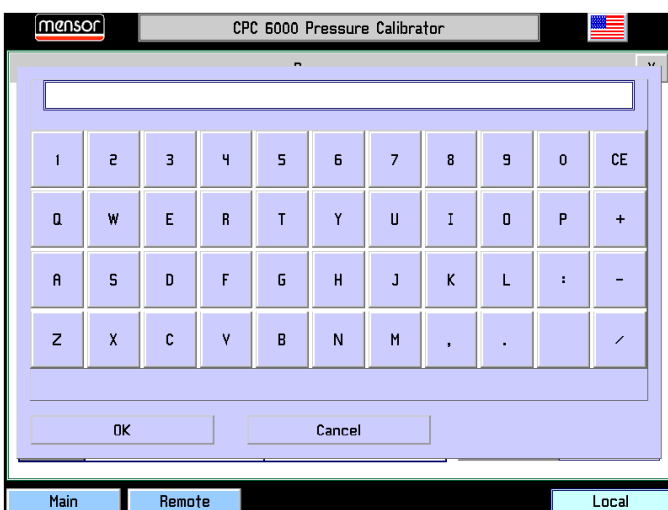 mensor CPC 6000 Pressure Calibrator
1 2 3 4 5 6 7 8 9 0 CE
Q W E R T Y U I O P +
A S D F G H J K L : -
Z X C V B N M , . /
OK Cancel
Main Remote Local